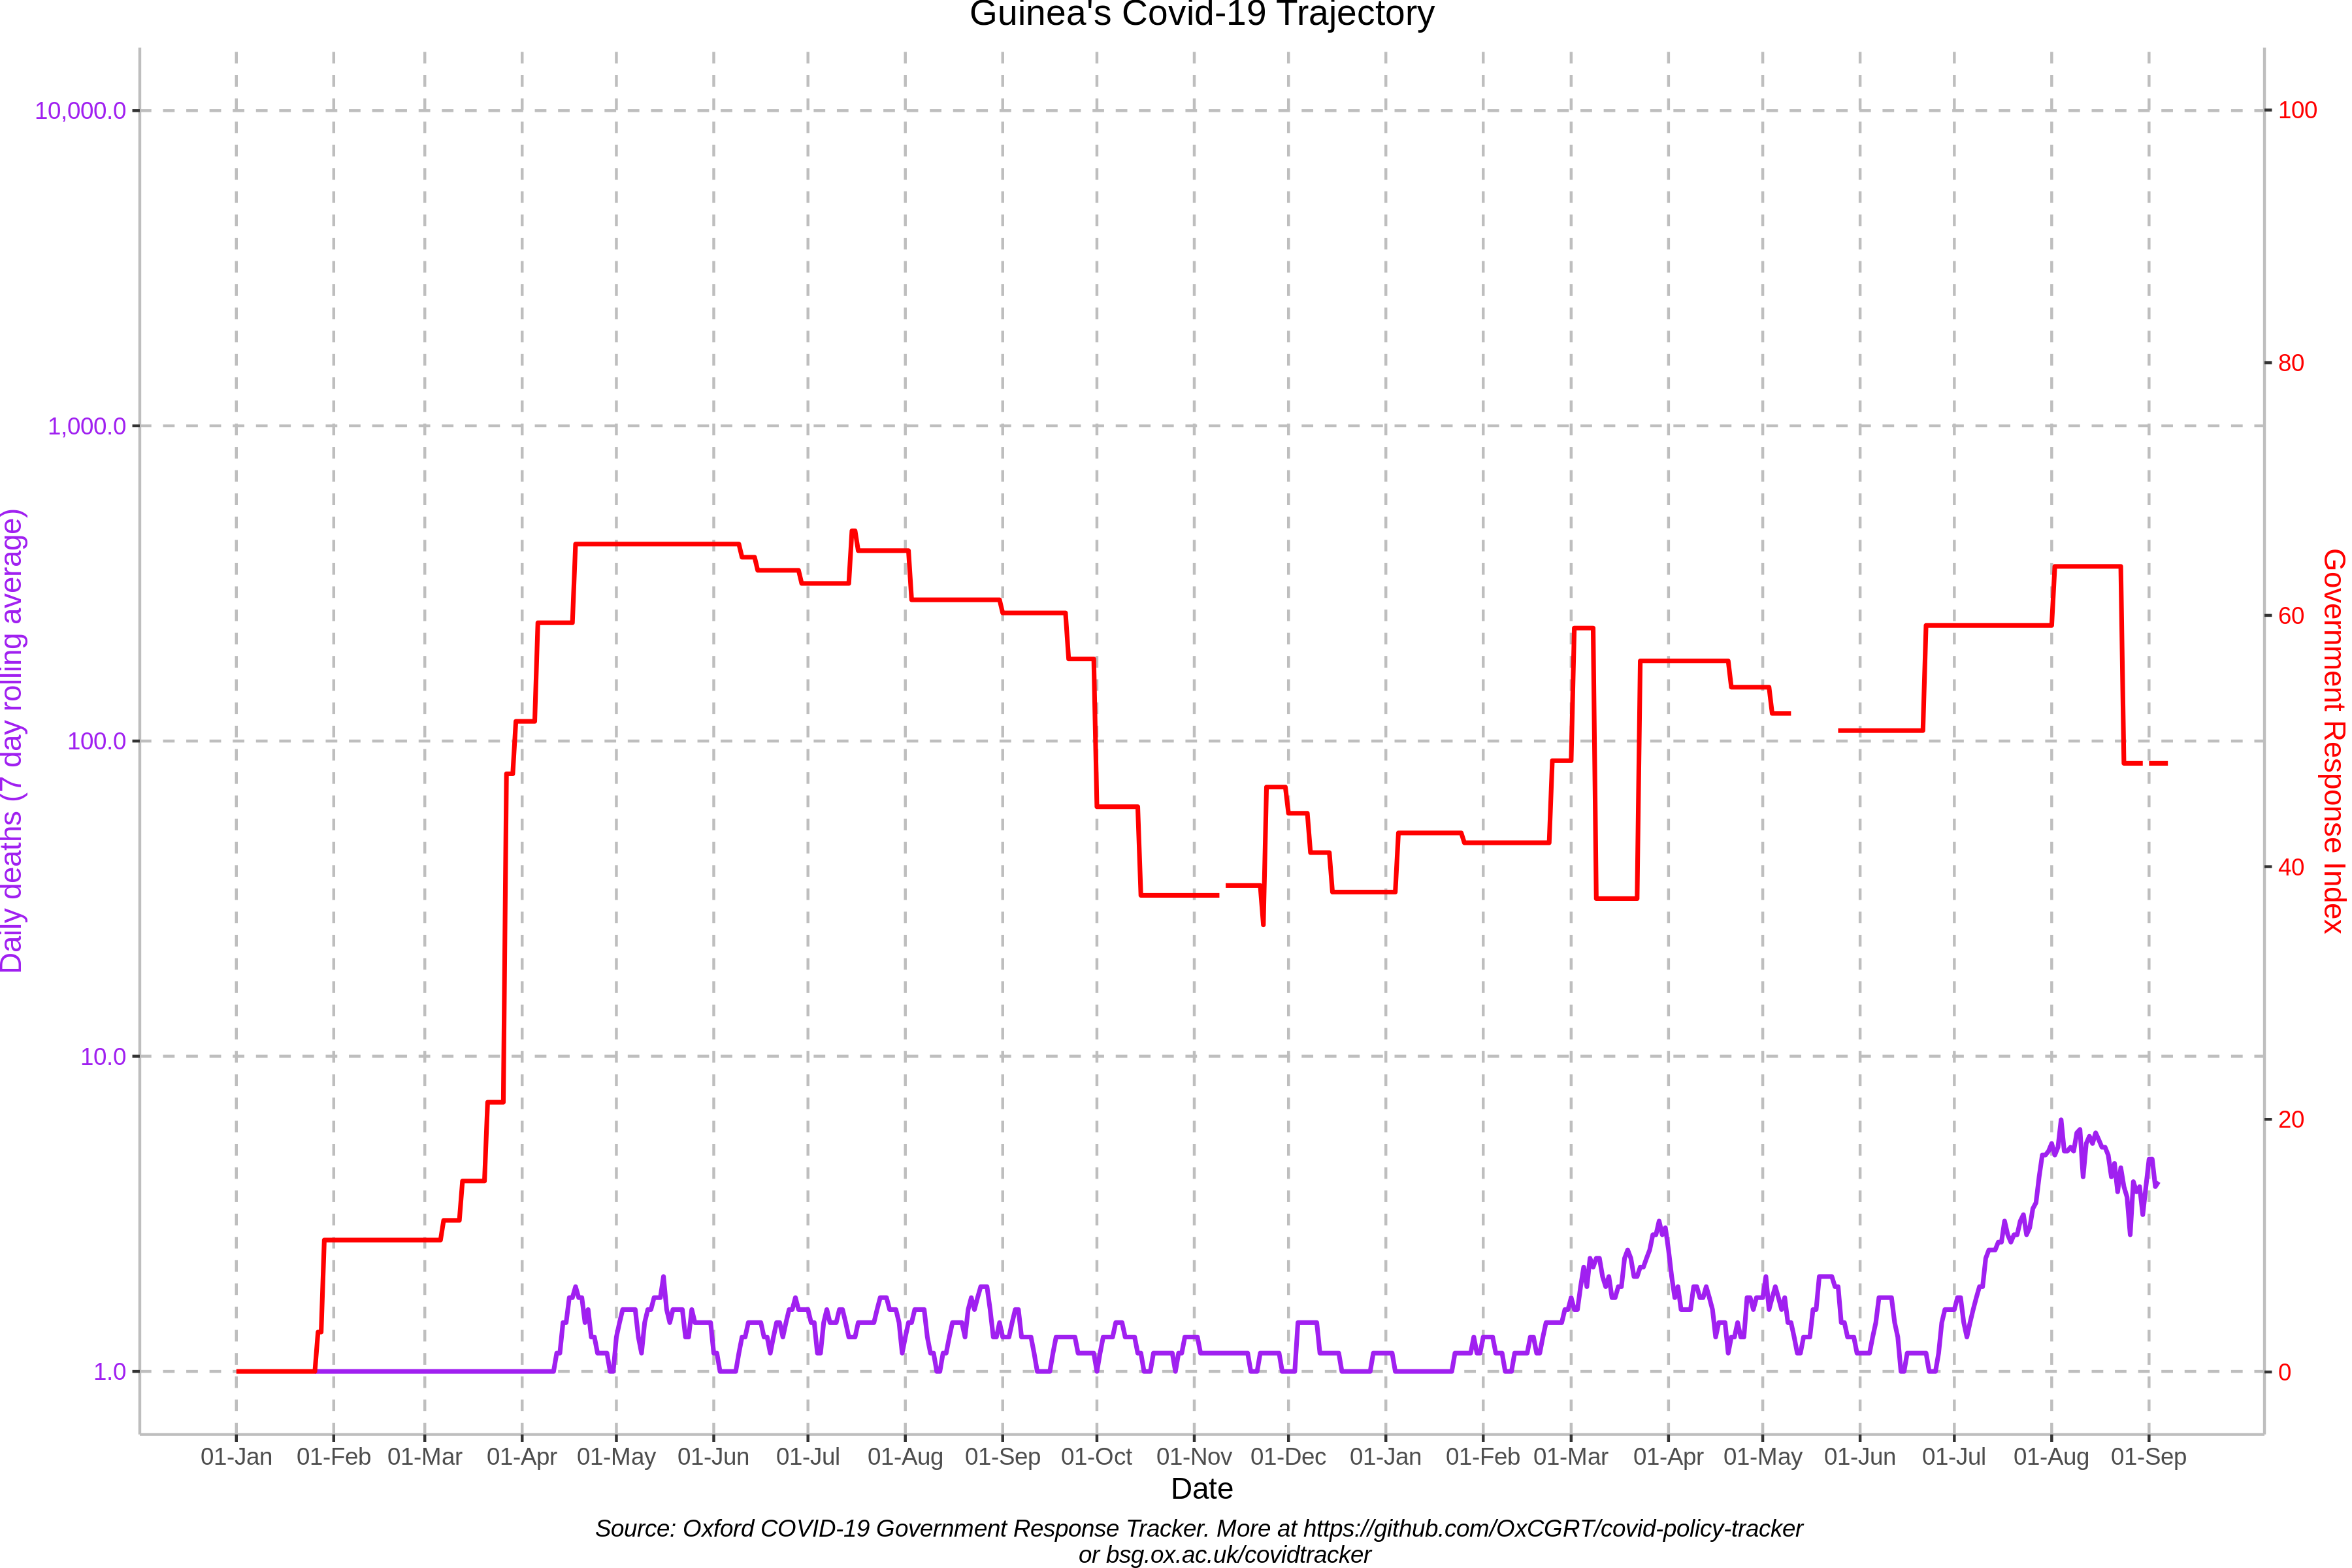 Guinea's Covid-19 Trajectory
10,000.0
1,000.0
100.0
10.0
1.0
Daily deaths (7 day rolling average)
100
80
60
40
20
0
Government Response Index
01-Jan 01-Feb 01-Mar 01-Apr 01-May 01-Jun 01-Jul 01-Aug 01-Sep 01-Oct 01-Nov 01-Dec 01-Jan 01-Feb 01-Mar 01-Apr 01-May 01-Jun 01-Jul 01-Aug 01-Sep
Date
Source: Oxford COVID-19 Government Response Tracker. More at https://github.com/OxCGRT/covid-policy-tracker
or bsg.ox.ac.uk/covidtracker